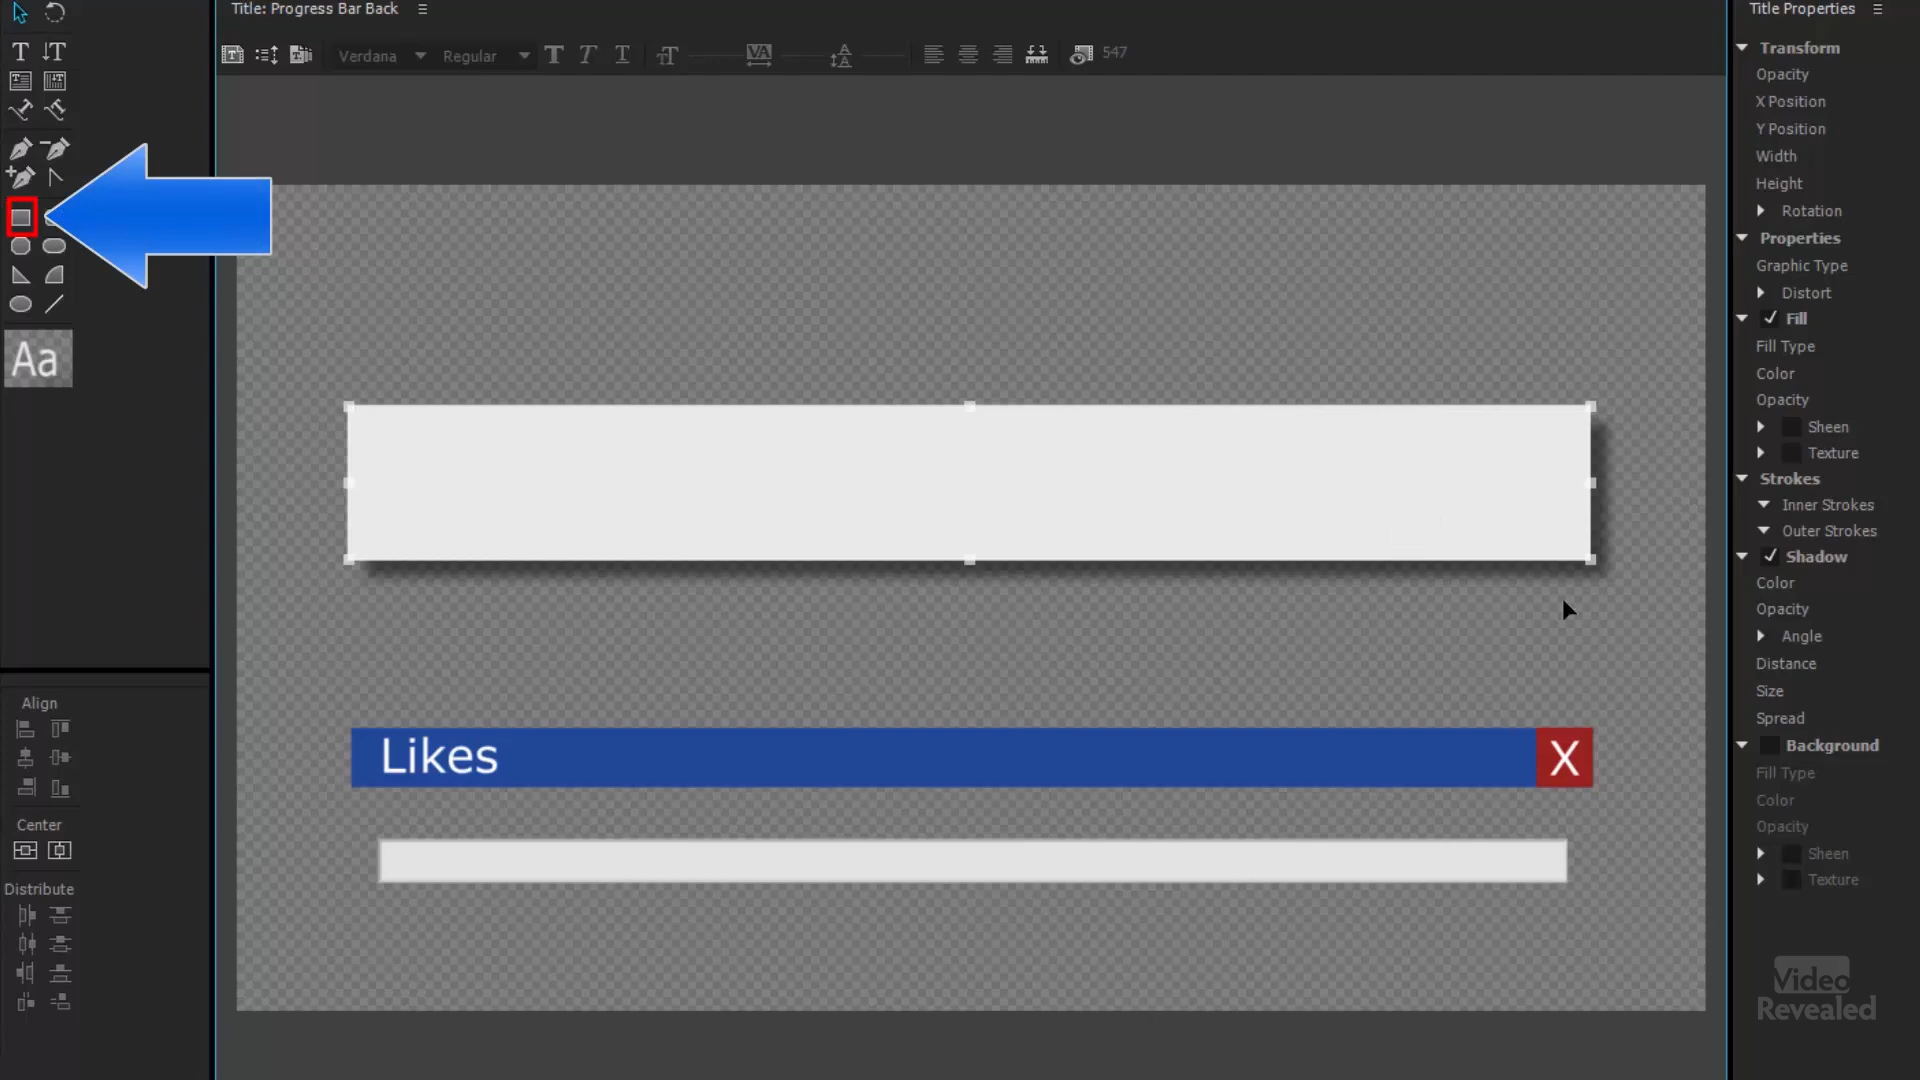 Title: Progress Bar Back
Title Properties
Verdana
Regular
547
Transform
Opacity
X Position
Y Position
Width
Height
Rotation
Properties
Graphic Type
Distort
Fill
Fill Type
Color
Opacity
Sheen
Texture
Strokes
Inner Strokes
Outer Strokes
Shadow
Color
Opacity
Angle
Distance
Size
Spread
Background
Fill Type
Color
Opacity
Sheen
Texture
Aa
Likes
X
Align
Center
Distribute
Video
Revealed